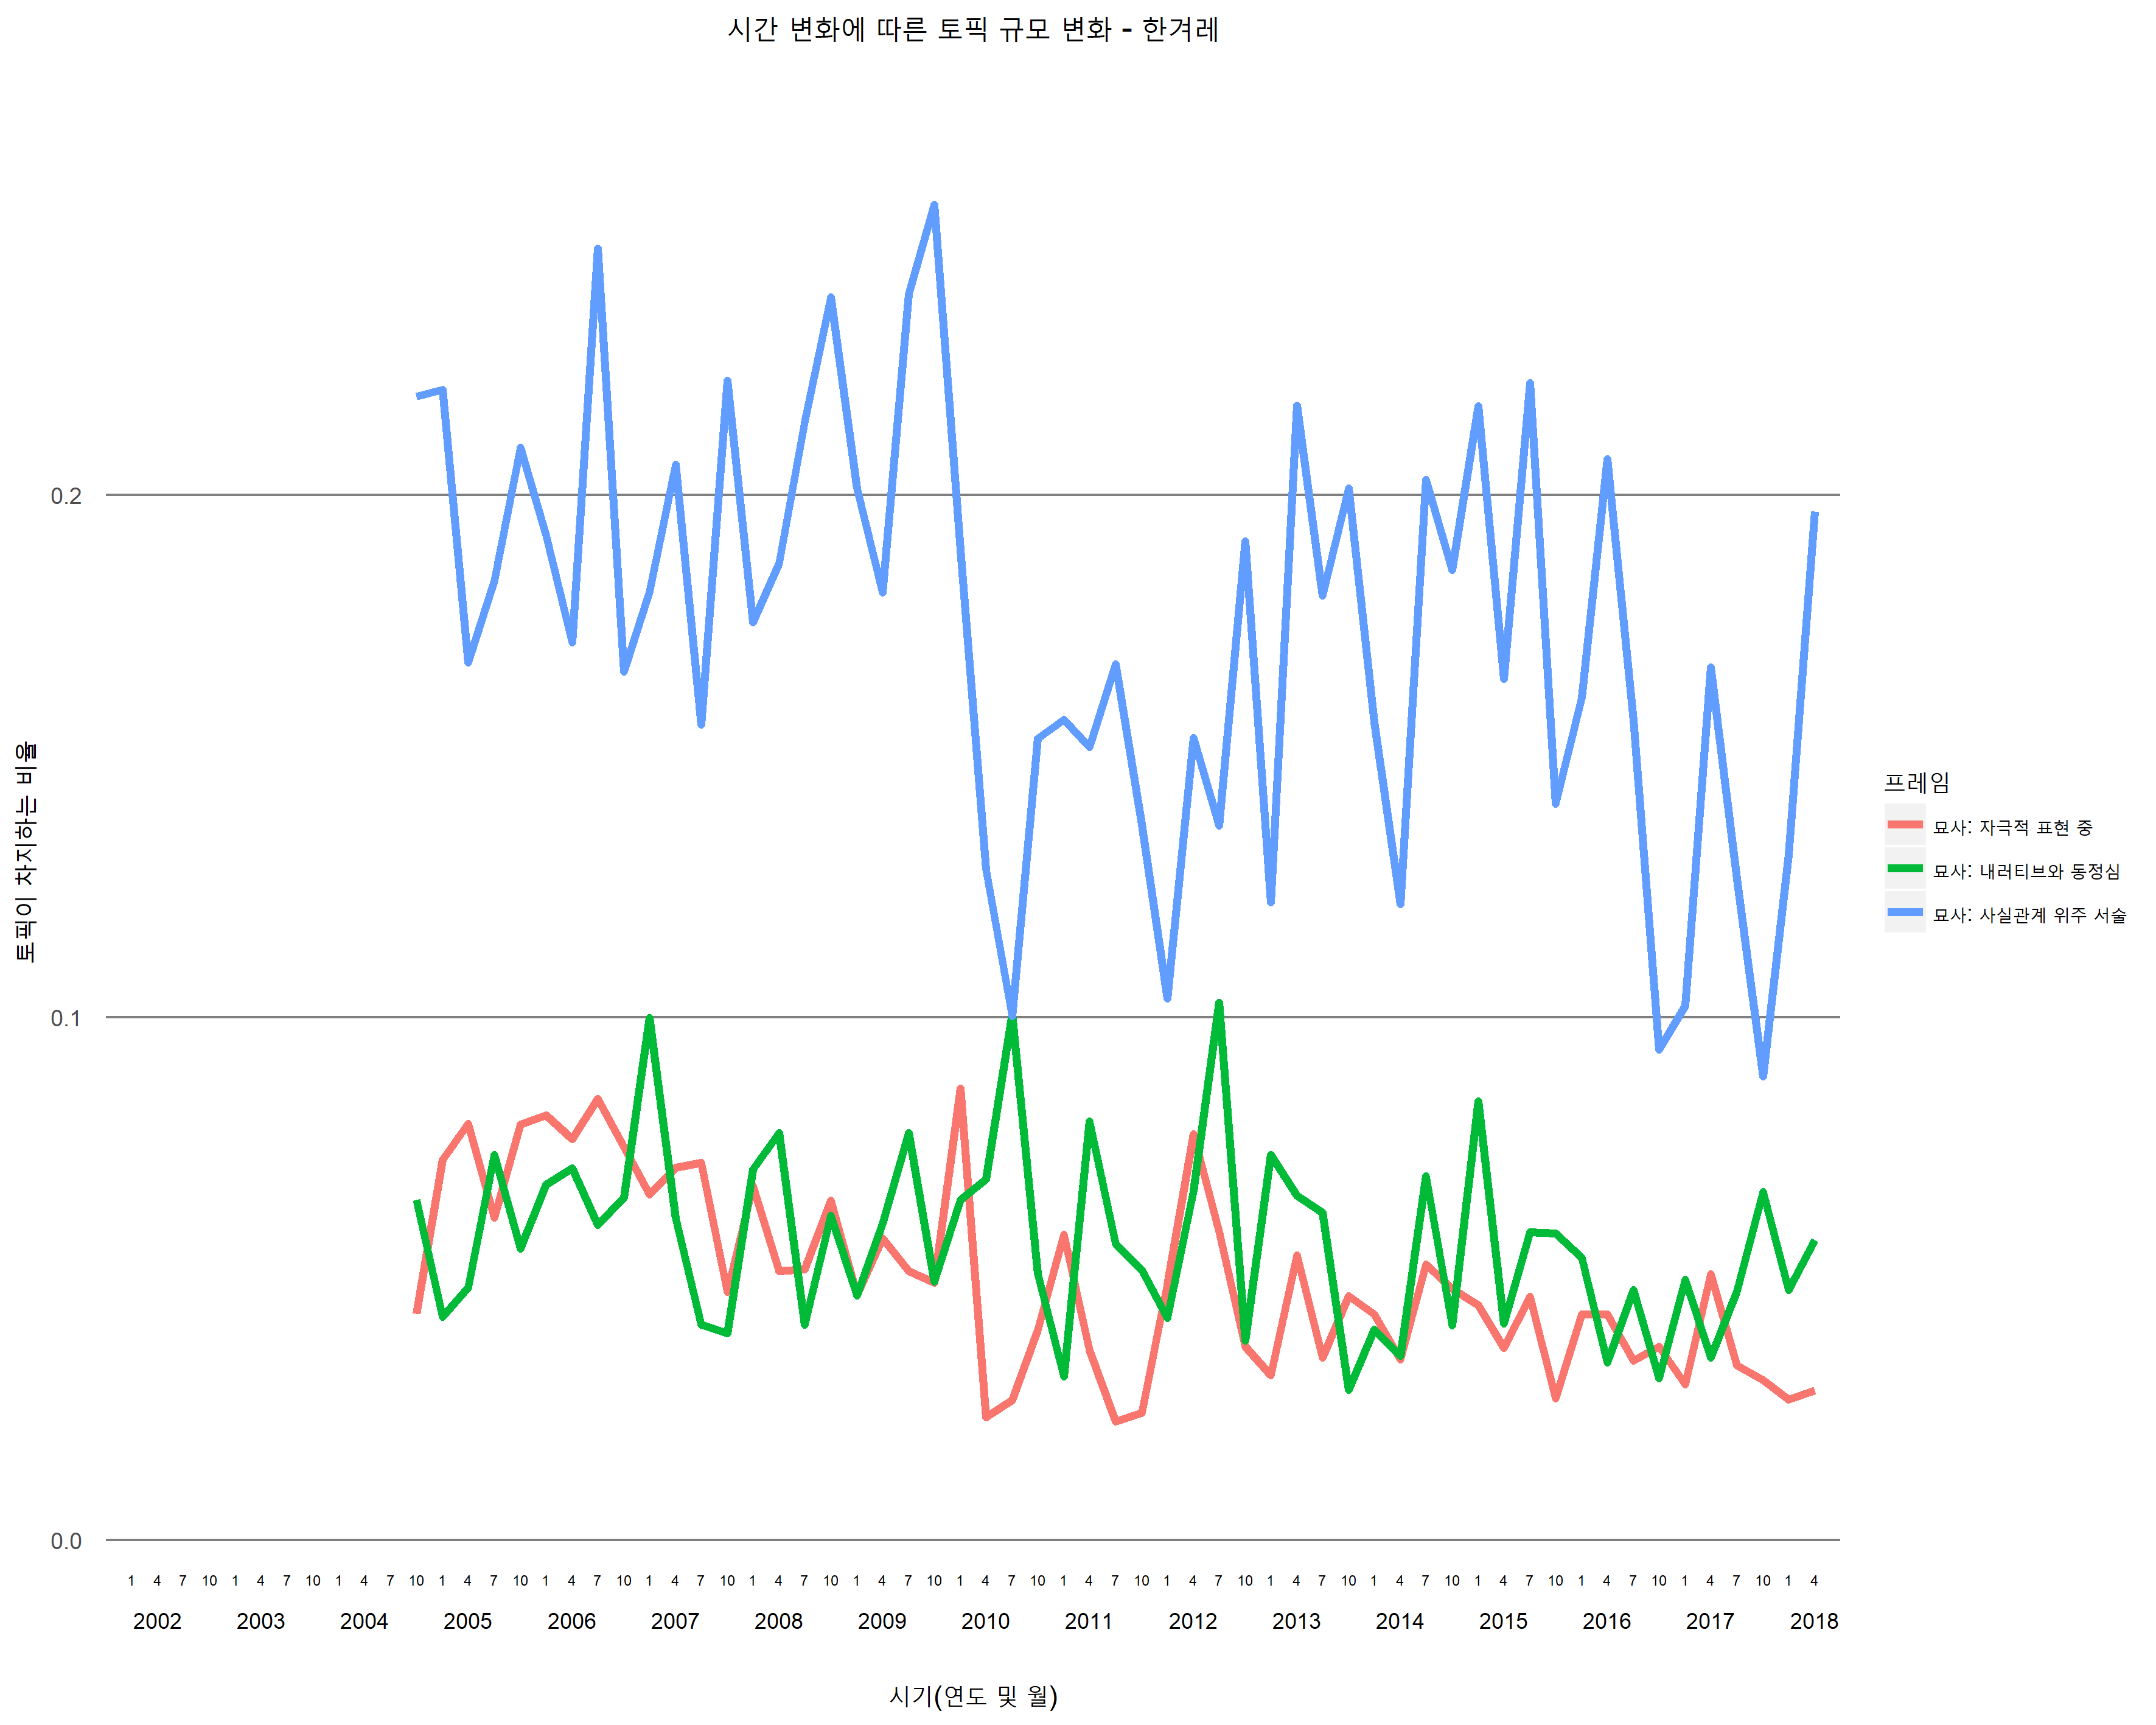 시간 변화에 따른 토픽 규모 변화 - 한겨레
토픽이 차지하는 비율
0.2
0.1
0.0
1 4 7 10 1 4 7 10 1 4 7 10 1 4 7 10 1 4 7 10 1 4 7 10 1 4 7 10 1 4 7 10 1 4 7 10 1 4 7 10 1 4 7 10 1 4 7 10 1 4 7 10 1 4 7 10 1 4 7 10 1 4 7 10 1 4
2002 2003 2004 2005 2006 2007 2008 2009 2010 2011 2012 2013 2014 2015 2016 2017 2018
시기(연도 및 월)
프레임
묘사: 자극적 표현 중
묘사: 내러티브와 동정심
묘사: 사실관계 위주 서술